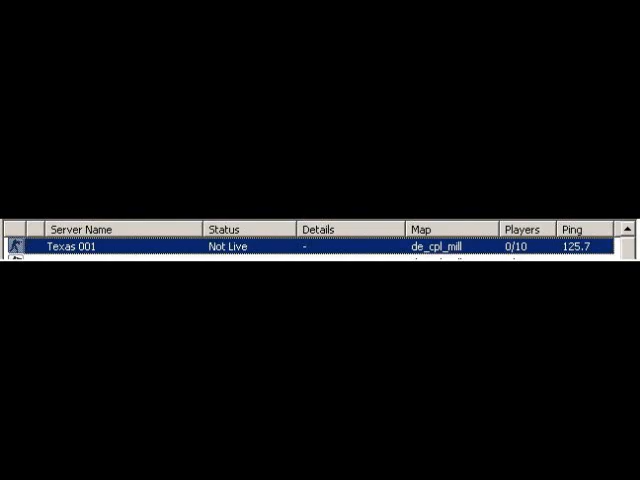 Server Name Status Details Map Players Ping
Texas 001 Not Live - de_cpl_mill 0/10 125.7